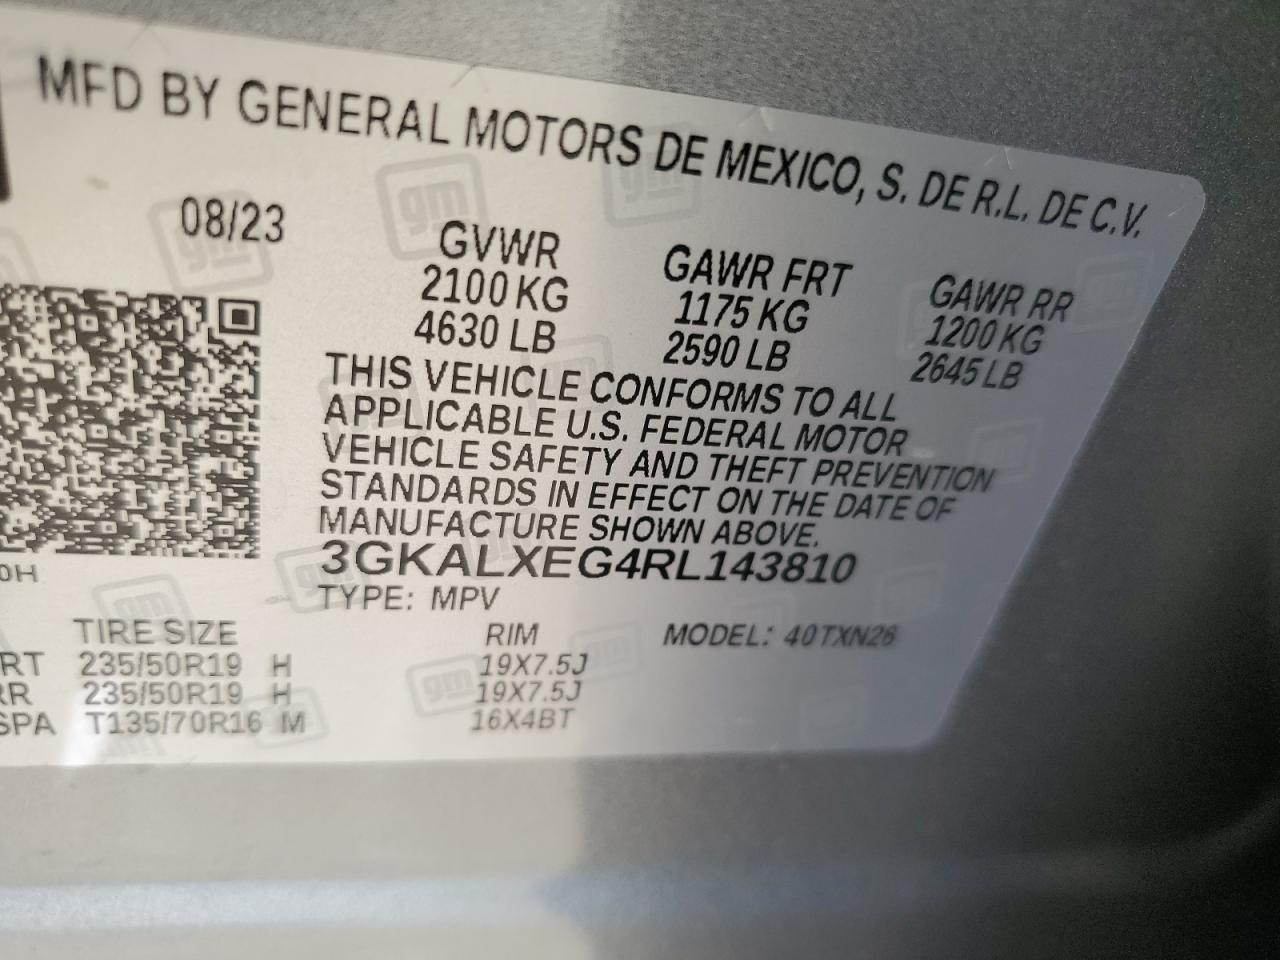 MFD BY GENERAL MOTORS DE MEXICO, S. DE R.L. DE C.V.
08/23
GVWR GAWR FRT GAWR RR
2100 KG 1175 KG 1200 KG
4630 LB 2590 LB 2645 LB
THIS VEHICLE CONFORMS TO ALL
APPLICABLE U.S. FEDERAL MOTOR
VEHICLE SAFETY AND THEFT PREVENTION
STANDARDS IN EFFECT ON THE DATE OF
MANUFACTURE SHOWN ABOVE.
3GKALXEG4RL143810
0H
TYPE: MPV
TIRE SIZE RIM MODEL: 40TXN26
RT 235/50R19 H 19X7.5J
RR 235/50R19 H 19X7.5J
SPA T135/70R16 M 16X4BT
gm